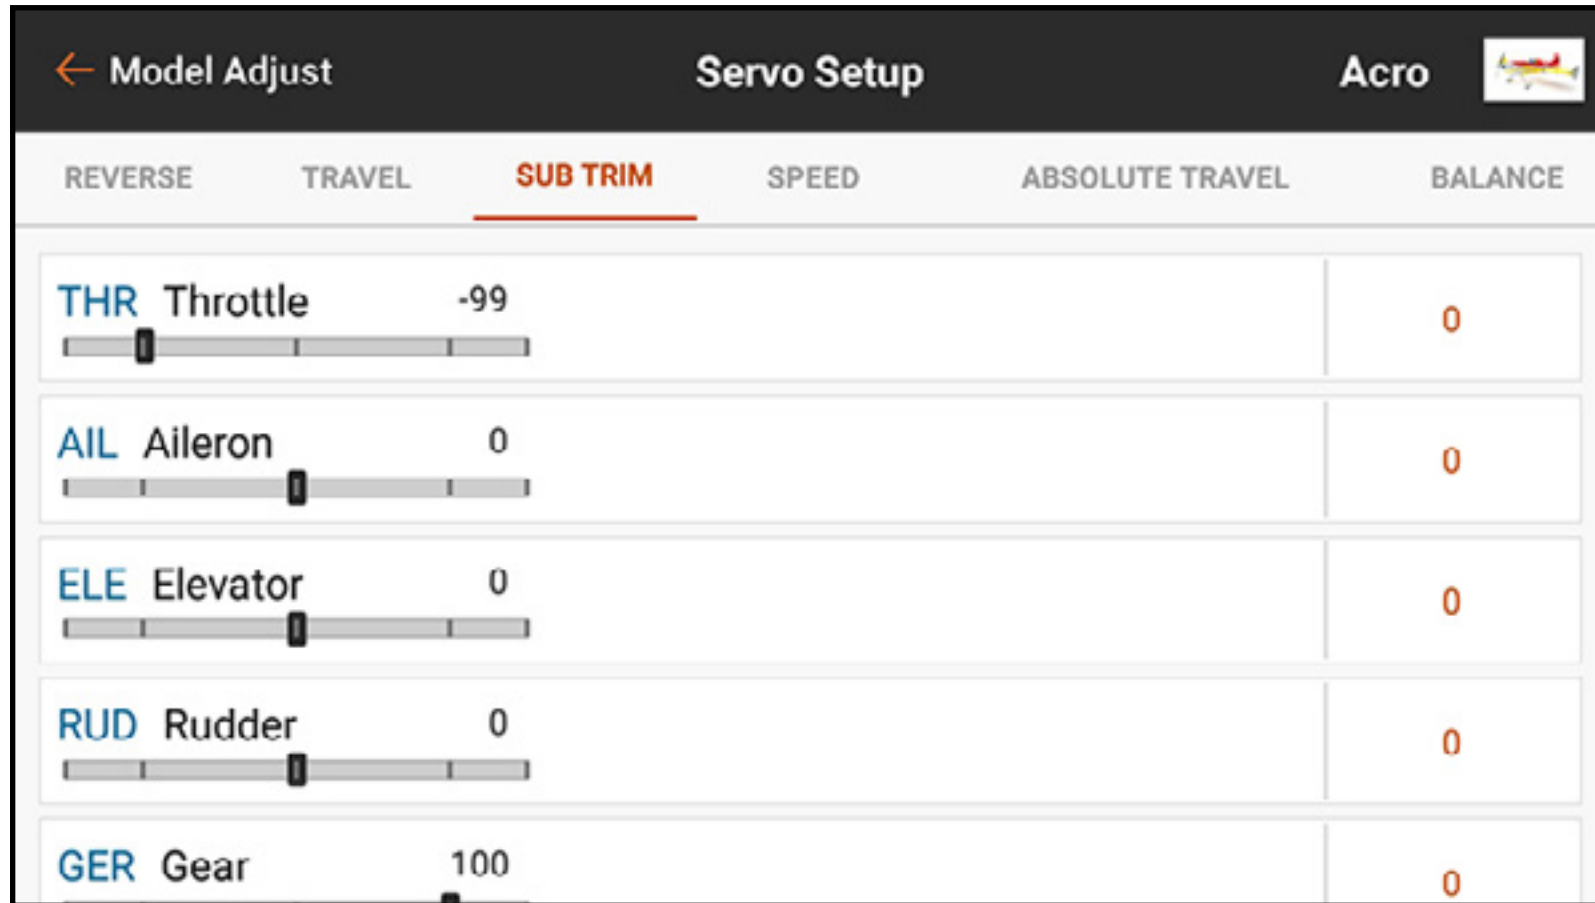 ← Model Adjust Servo Setup Acro
REVERSE TRAVEL SUB TRIM SPEED ABSOLUTE TRAVEL BALANCE
THR Throttle -99 0
AIL Aileron 0 0
ELE Elevator 0 0
RUD Rudder 0 0
GER Gear 100 0